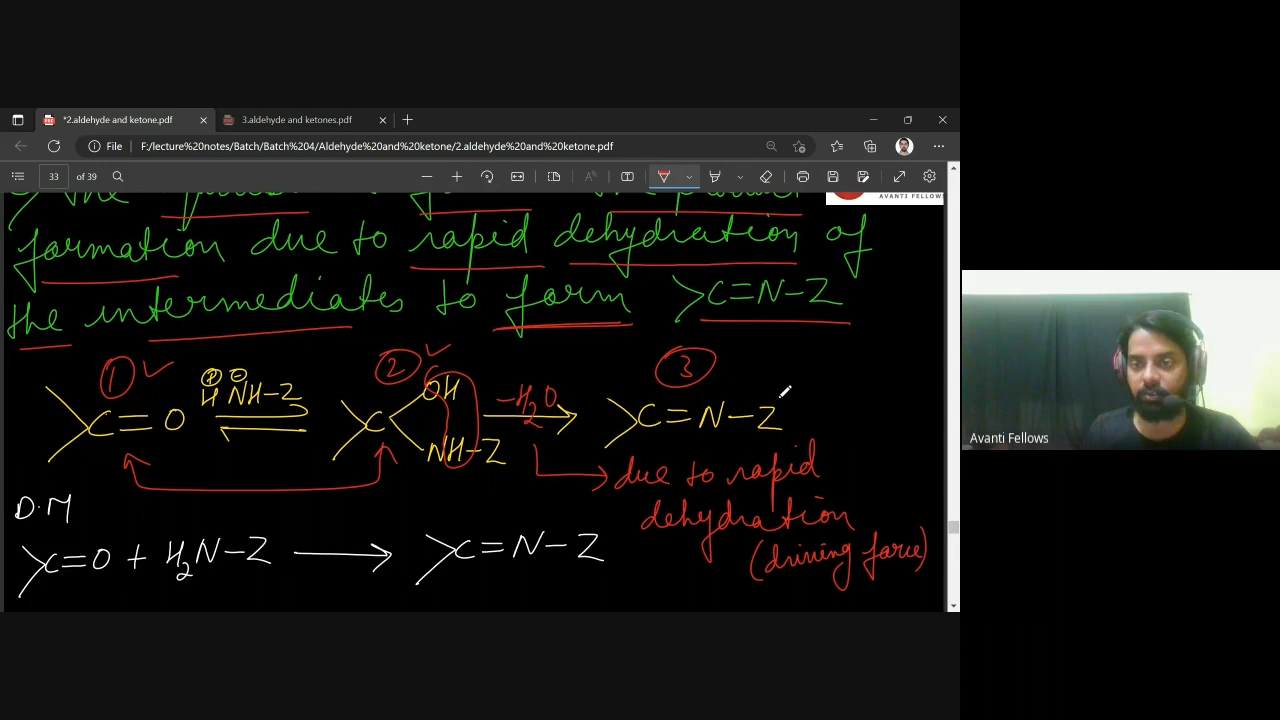 *2.aldehyde and ketone.pdf
3.aldehyde and ketones.pdf
File
F:/lecture%20notes/Batch/Batch%204/Aldehyde%20and%20ketone/2.aldehyde%20and%20ketone.pdf
33 of 39
AVANTI FELLOWS
formation due to rapid dehydration of
the intermediates to form >C=N-Z
1 2 3
>C=O H NH-Z C OH NH-Z -H2O >C=N-Z
due to rapid
dehydration
(driving force)
D.M
>C=O + H2N-Z → >C=N-Z
Avanti Fellows